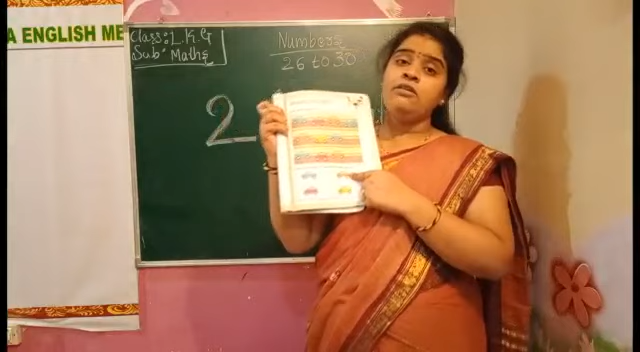 A ENGLISH ME
Class: L.K.G
Sub: Maths
Numbers
26 to 30
2